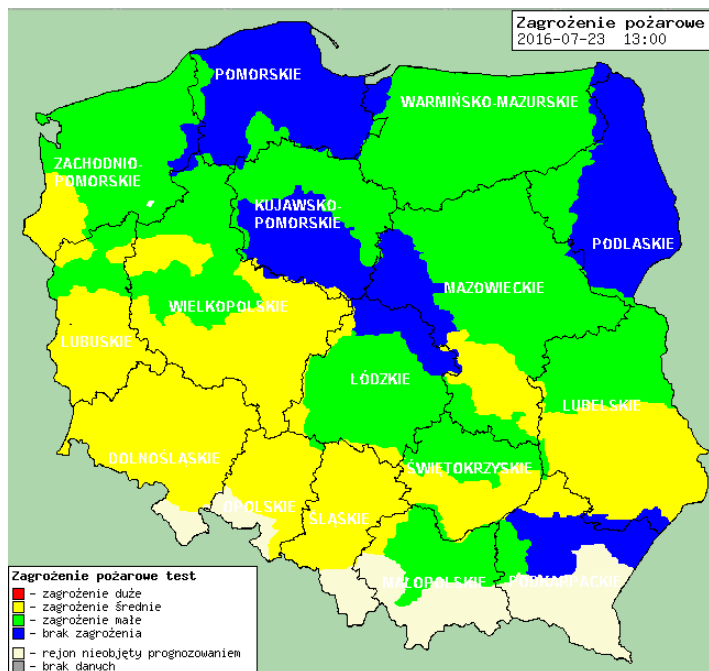 Zagrożenie pożarowe
2016-07-23 13:00
POMORSKIE
WARMIŃSKO-MAZURSKIE
ZACHODNIO-
POMORSKIE
KUJAWSKO-
POMORSKIE
PODLASKIE
MAZOWIECKIE
WIELKOPOLSKIE
LUBUSKIE
ŁÓDZKIE
LUBELSKIE
DOLNOŚLĄSKIE
ŚWIĘTOKRZYSKIE
OPOLSKIE
ŚLĄSKIE
MAŁOPOLSKIE
PODKARPACKIE
Zagrożenie pożarowe test
- zagrożenie duże
- zagrożenie średnie
- zagrożenie małe
- brak zagrożenia
- rejon nieobjęty prognozowaniem
- brak danych